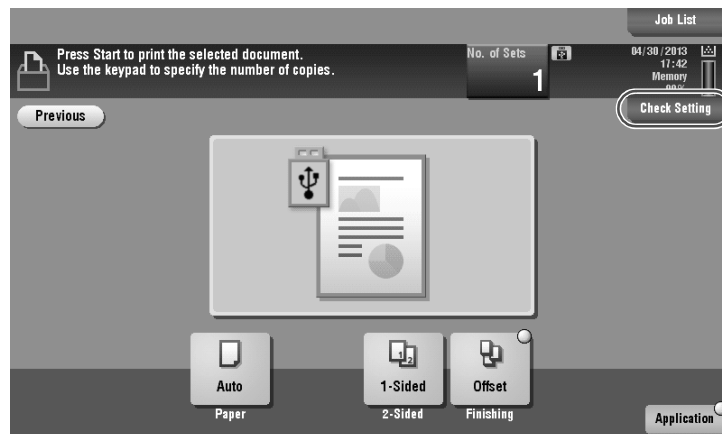 Job List
Press Start to print the selected document.
Use the keypad to specify the number of copies.
No. of Sets
1
04/30/2013
17:42
Memory
Previous
Check Setting
1 2
Auto
1-Sided
Offset
Paper
2-Sided
Finishing
Application